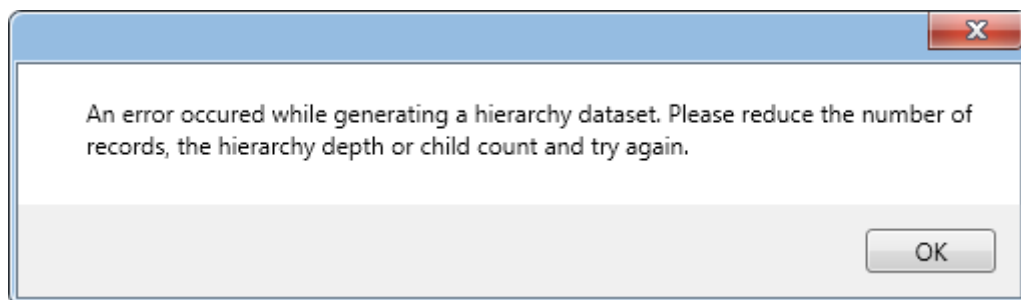 An error occured while generating a hierarchy dataset. Please reduce the number of
records, the hierarchy depth or child count and try again.
OK